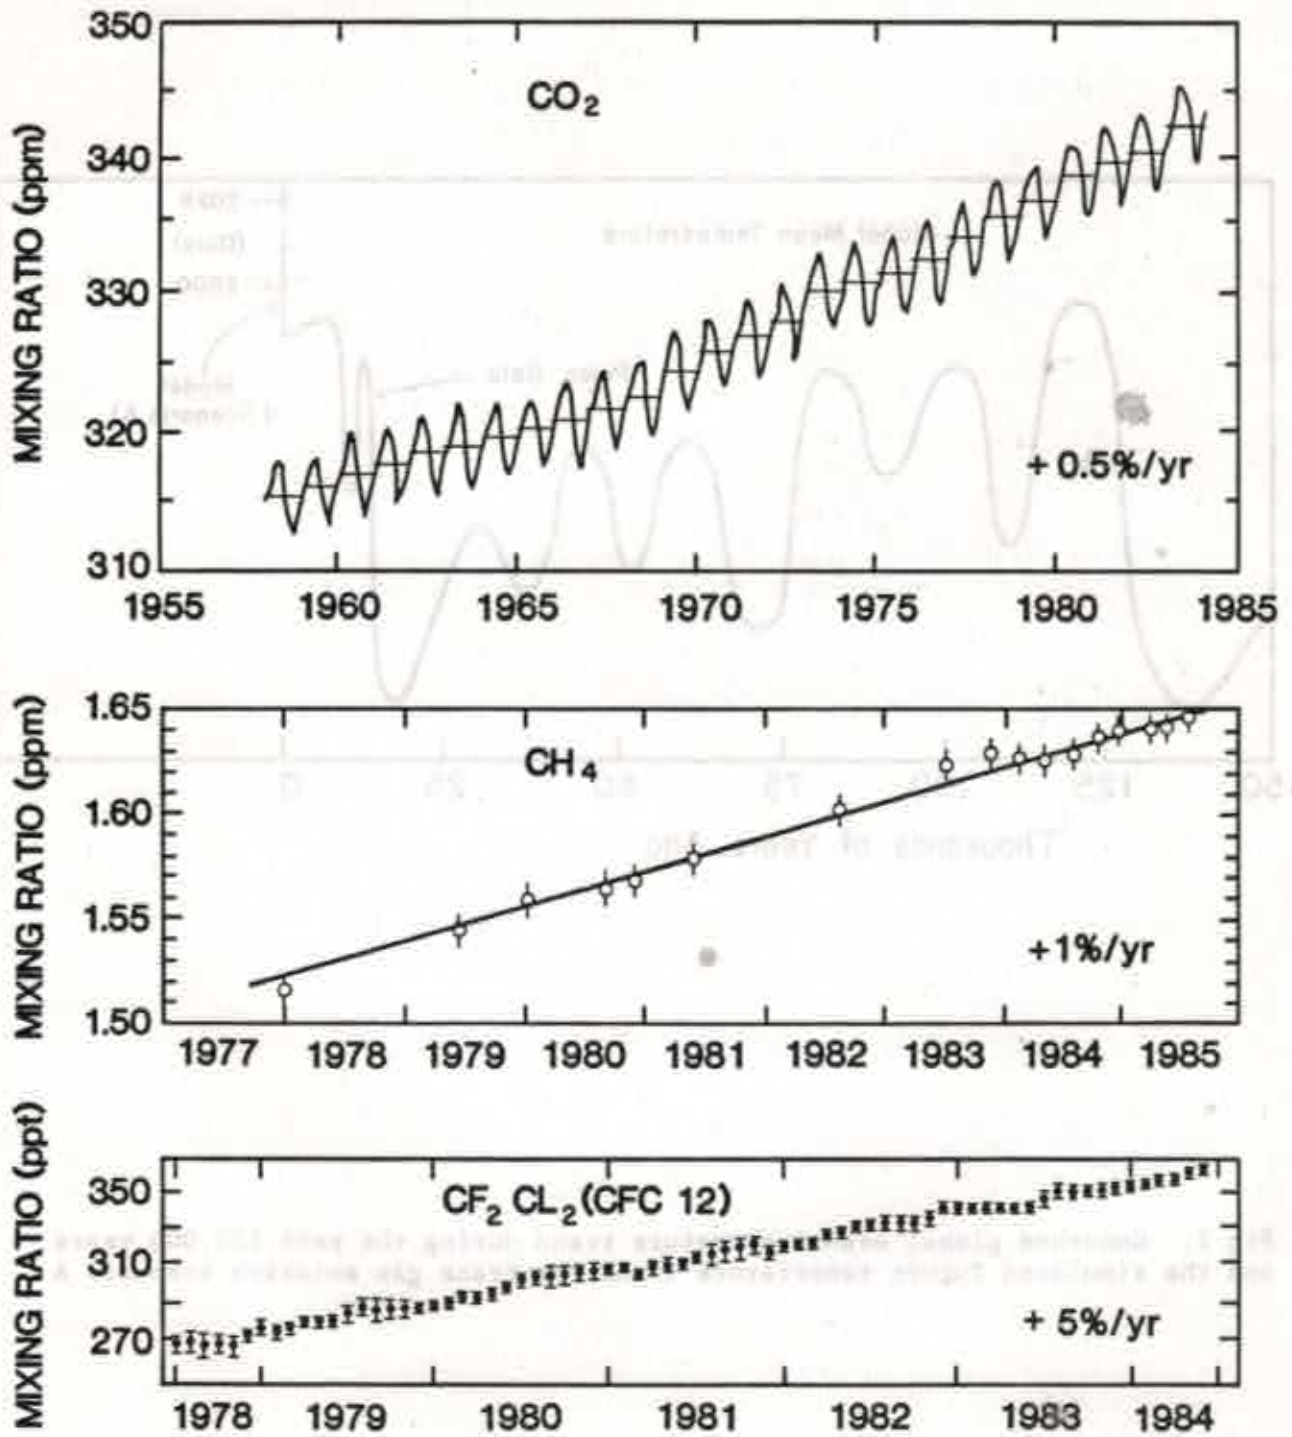 350
340
330
320
310
MIXING RATIO (ppm)
CO₂
+ 0.5%/yr
1955 1960 1965 1970 1975 1980 1985
1.65
1.60
1.55
1.50
MIXING RATIO (ppm)
CH₄
+1%/yr
1977 1978 1979 1980 1981 1982 1983 1984 1985
350
310
270
MIXING RATIO (ppt)
CF₂ CL₂ (CFC 12)
+ 5%/yr
1978 1979 1980 1981 1982 1983 1984